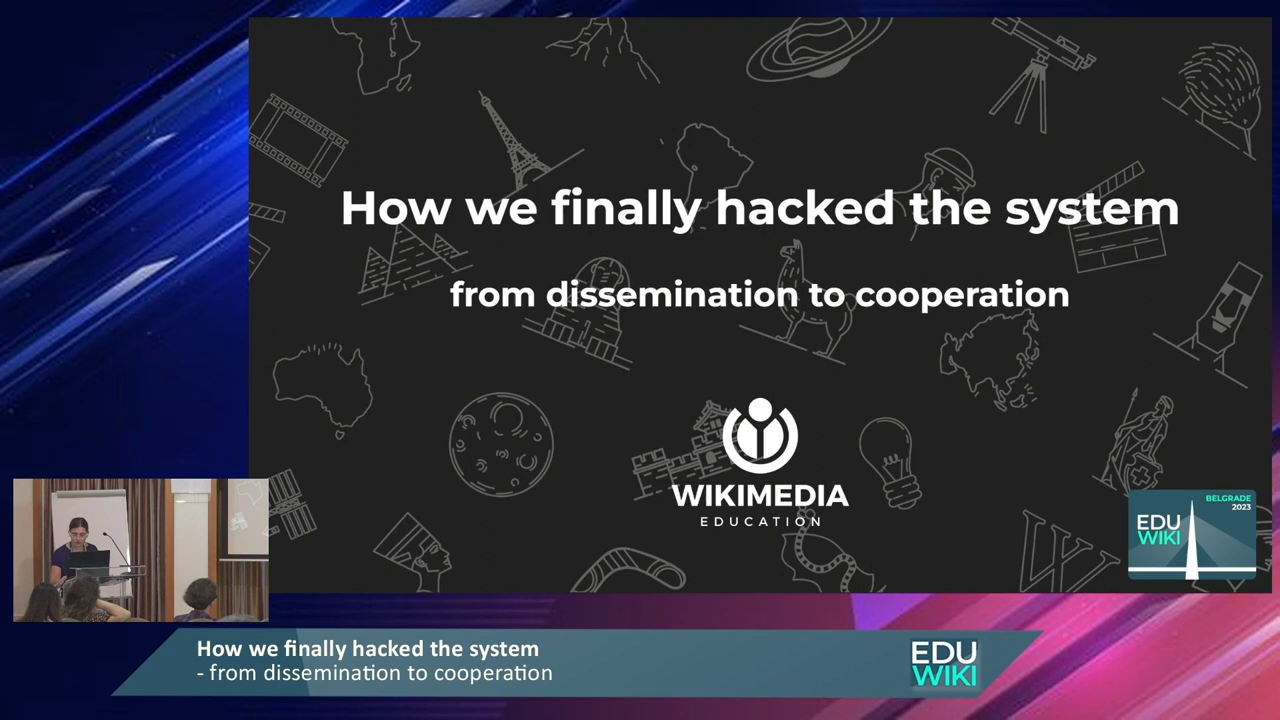 How we finally hacked the system
from dissemination to cooperation
WIKIMEDIA
EDUCATION
BELGRADE
2023
EDU
WIKI
How we finally hacked the system
- from dissemination to cooperation
EDU
WIKI